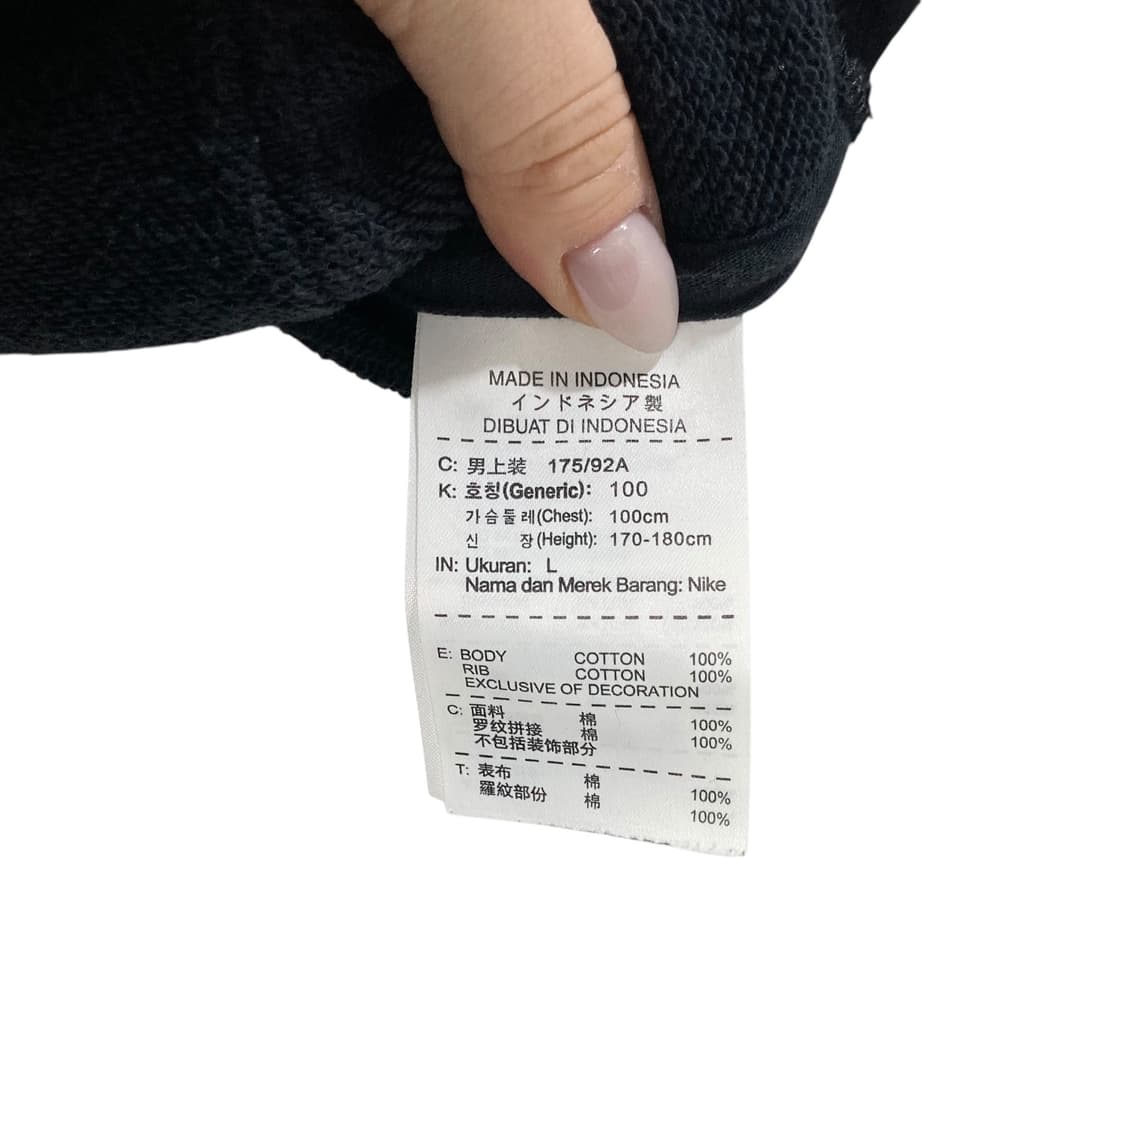 MADE IN INDONESIA
インドネシア製
DIBUAT DI INDONESIA
C: 男上装 175/92A
K: 호칭(Generic): 100
가슴둘레(Chest): 100cm
신 장(Height): 170-180cm
IN: Ukuran: L
Nama dan Merek Barang: Nike
E: BODY COTTON 100%
RIB COTTON 100%
EXCLUSIVE OF DECORATION
C: 面料 棉 100%
罗纹拼接 棉 100%
不包括装饰部分
T: 表布 棉 100%
羅紋部份 棉 100%